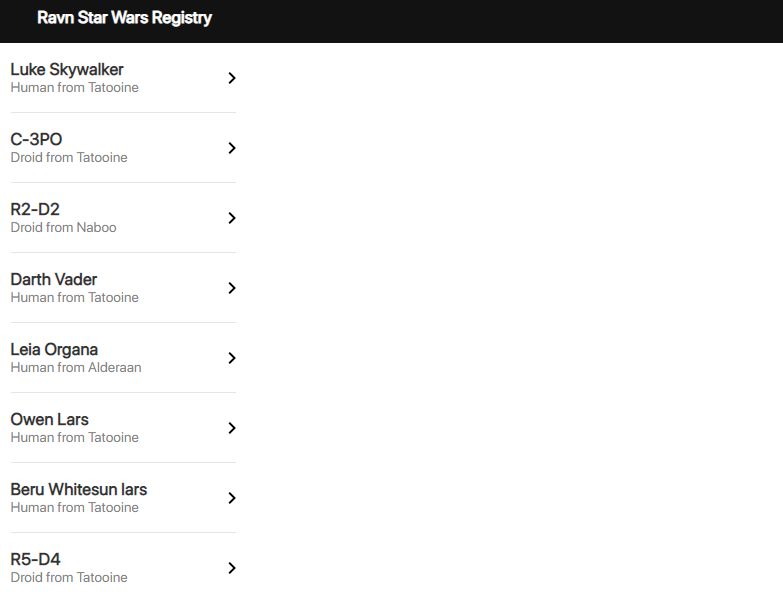 Ravn Star Wars Registry
Luke Skywalker
Human from Tatooine
C-3PO
Droid from Tatooine
R2-D2
Droid from Naboo
Darth Vader
Human from Tatooine
Leia Organa
Human from Alderaan
Owen Lars
Human from Tatooine
Beru Whitesun lars
Human from Tatooine
R5-D4
Droid from Tatooine